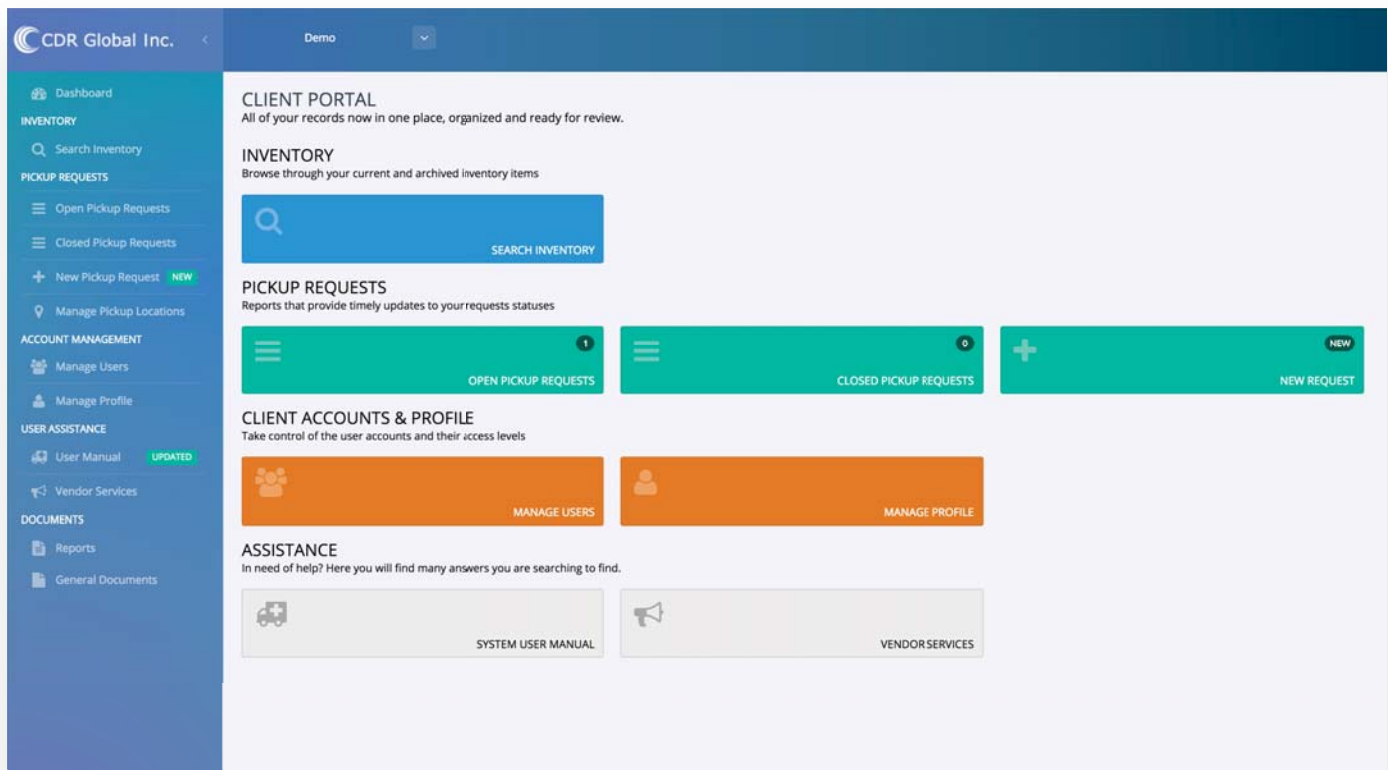 CDR Global Inc.
Demo
Dashboard
INVENTORY
Search Inventory
PICKUP REQUESTS
Open Pickup Requests
Closed Pickup Requests
New Pickup Request NEW
Manage Pickup Locations
ACCOUNT MANAGEMENT
Manage Users
Manage Profile
USER ASSISTANCE
User Manual UPDATED
Vendor Services
DOCUMENTS
Reports
General Documents
CLIENT PORTAL
All of your records now in one place, organized and ready for review.
INVENTORY
Browse through your current and archived inventory items
SEARCH INVENTORY
PICKUP REQUESTS
Reports that provide timely updates to your requests statuses
1
OPEN PICKUP REQUESTS
0
CLOSED PICKUP REQUESTS
NEW
NEW REQUEST
CLIENT ACCOUNTS & PROFILE
Take control of the user accounts and their access levels
MANAGE USERS
MANAGE PROFILE
ASSISTANCE
In need of help? Here you will find many answers you are searching to find.
SYSTEM USER MANUAL
VENDOR SERVICES